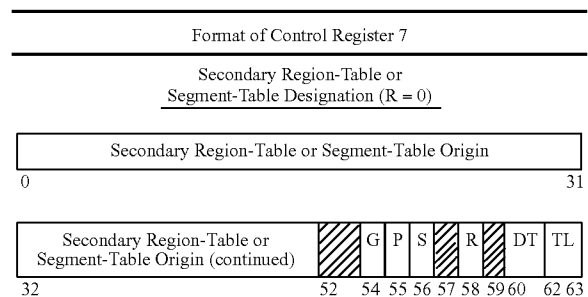 Format of Control Register 7
Secondary Region-Table or
Segment-Table Designation (R = 0)
Secondary Region-Table or Segment-Table Origin
0 31
Secondary Region-Table or
Segment-Table Origin (continued)
G P S R DT TL
32 52 54 55 56 57 58 59 60 62 63